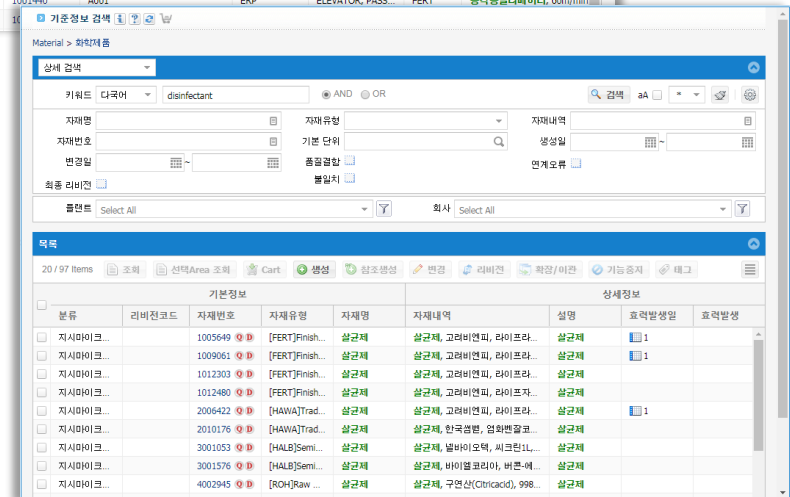 1001440 A001 ERP ELEVATOR, PASS... FERT
기준정보 검색
Material > 화학제품
상세 검색
키워드 다국어 disinfectant AND OR 검색 aA *
자재명 자재유형 자재내역
자재번호 기본 단위 생성일 ~
변경일 ~ 품질결함 연계오류
최종 리비전 불일치
플랜트 Select All 회사 Select All
목록
20 / 97 Items 조회 선택Area 조회 Cart 생성 참조생성 변경 리비전 확장/이관 기능중지 태그
기본정보 상세정보
분류 리비전코드 자재번호 자재유형 자재명 자재내역 설명 효력발생일 효력발생
지시마이크... 1005649 Q D [FERT]Finish... 살균제 살균제, 고려비엔피, 라이프라... 살균제 1
지시마이크... 1009061 Q D [FERT]Finish... 살균제 살균제, 고려비엔피, 라이프라... 살균제 1
지시마이크... 1012303 Q D [FERT]Finish... 살균제 살균제, 고려비엔피, 라이프라... 살균제
지시마이크... 1012480 Q D [FERT]Finish... 살균제 살균제, 고려비엔피, 라이프자... 살균제
지시마이크... 2006422 Q D [HAWA]Trad... 살균제 살균제, 고려비엔피, 라이프라... 살균제 1
지시마이크... 2010176 Q D [HAWA]Trad... 살균제 살균제, 한국썸벧, 염화벤잘코... 살균제
지시마이크... 3001053 Q D [HALB]Semi... 살균제 살균제, 넬바이오텍, 씨크린1L,... 살균제
지시마이크... 3001576 Q D [HALB]Semi... 살균제 살균제, 바이엘코리아, 버콘-에... 살균제
지시마이크... 4002945 Q D [ROH]Raw ... 살균제 살균제, 구연산(Citricacid), 998... 살균제